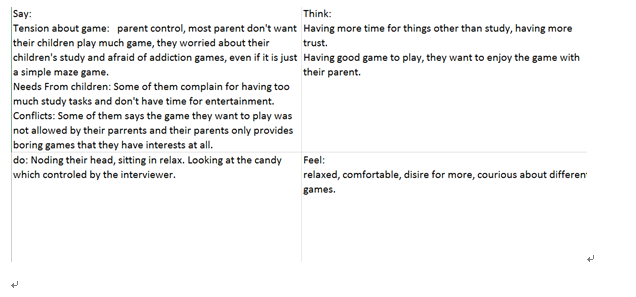 Say:
Tension about game:   parent control, most parent don't want
their children play much game, they worried about their
children's study and afraid of addiction games, even if it is just
a simple maze game.
Needs From children: Some of them complain for having too
much study tasks and don't have time for entertainment.
Conflicts: Some of them says the game they want to play was
not allowed by their parrents and their parents only provides
boring games that they have interests at all.
Think:
Having more time for things other than study, having more
trust.
Having good game to play, they want to enjoy the game with
their parent.
do: Noding their head, sitting in relax. Looking at the candy
which controled by the interviewer.
Feel:
relaxed, comfortable, disire for more, courious about differen
games.